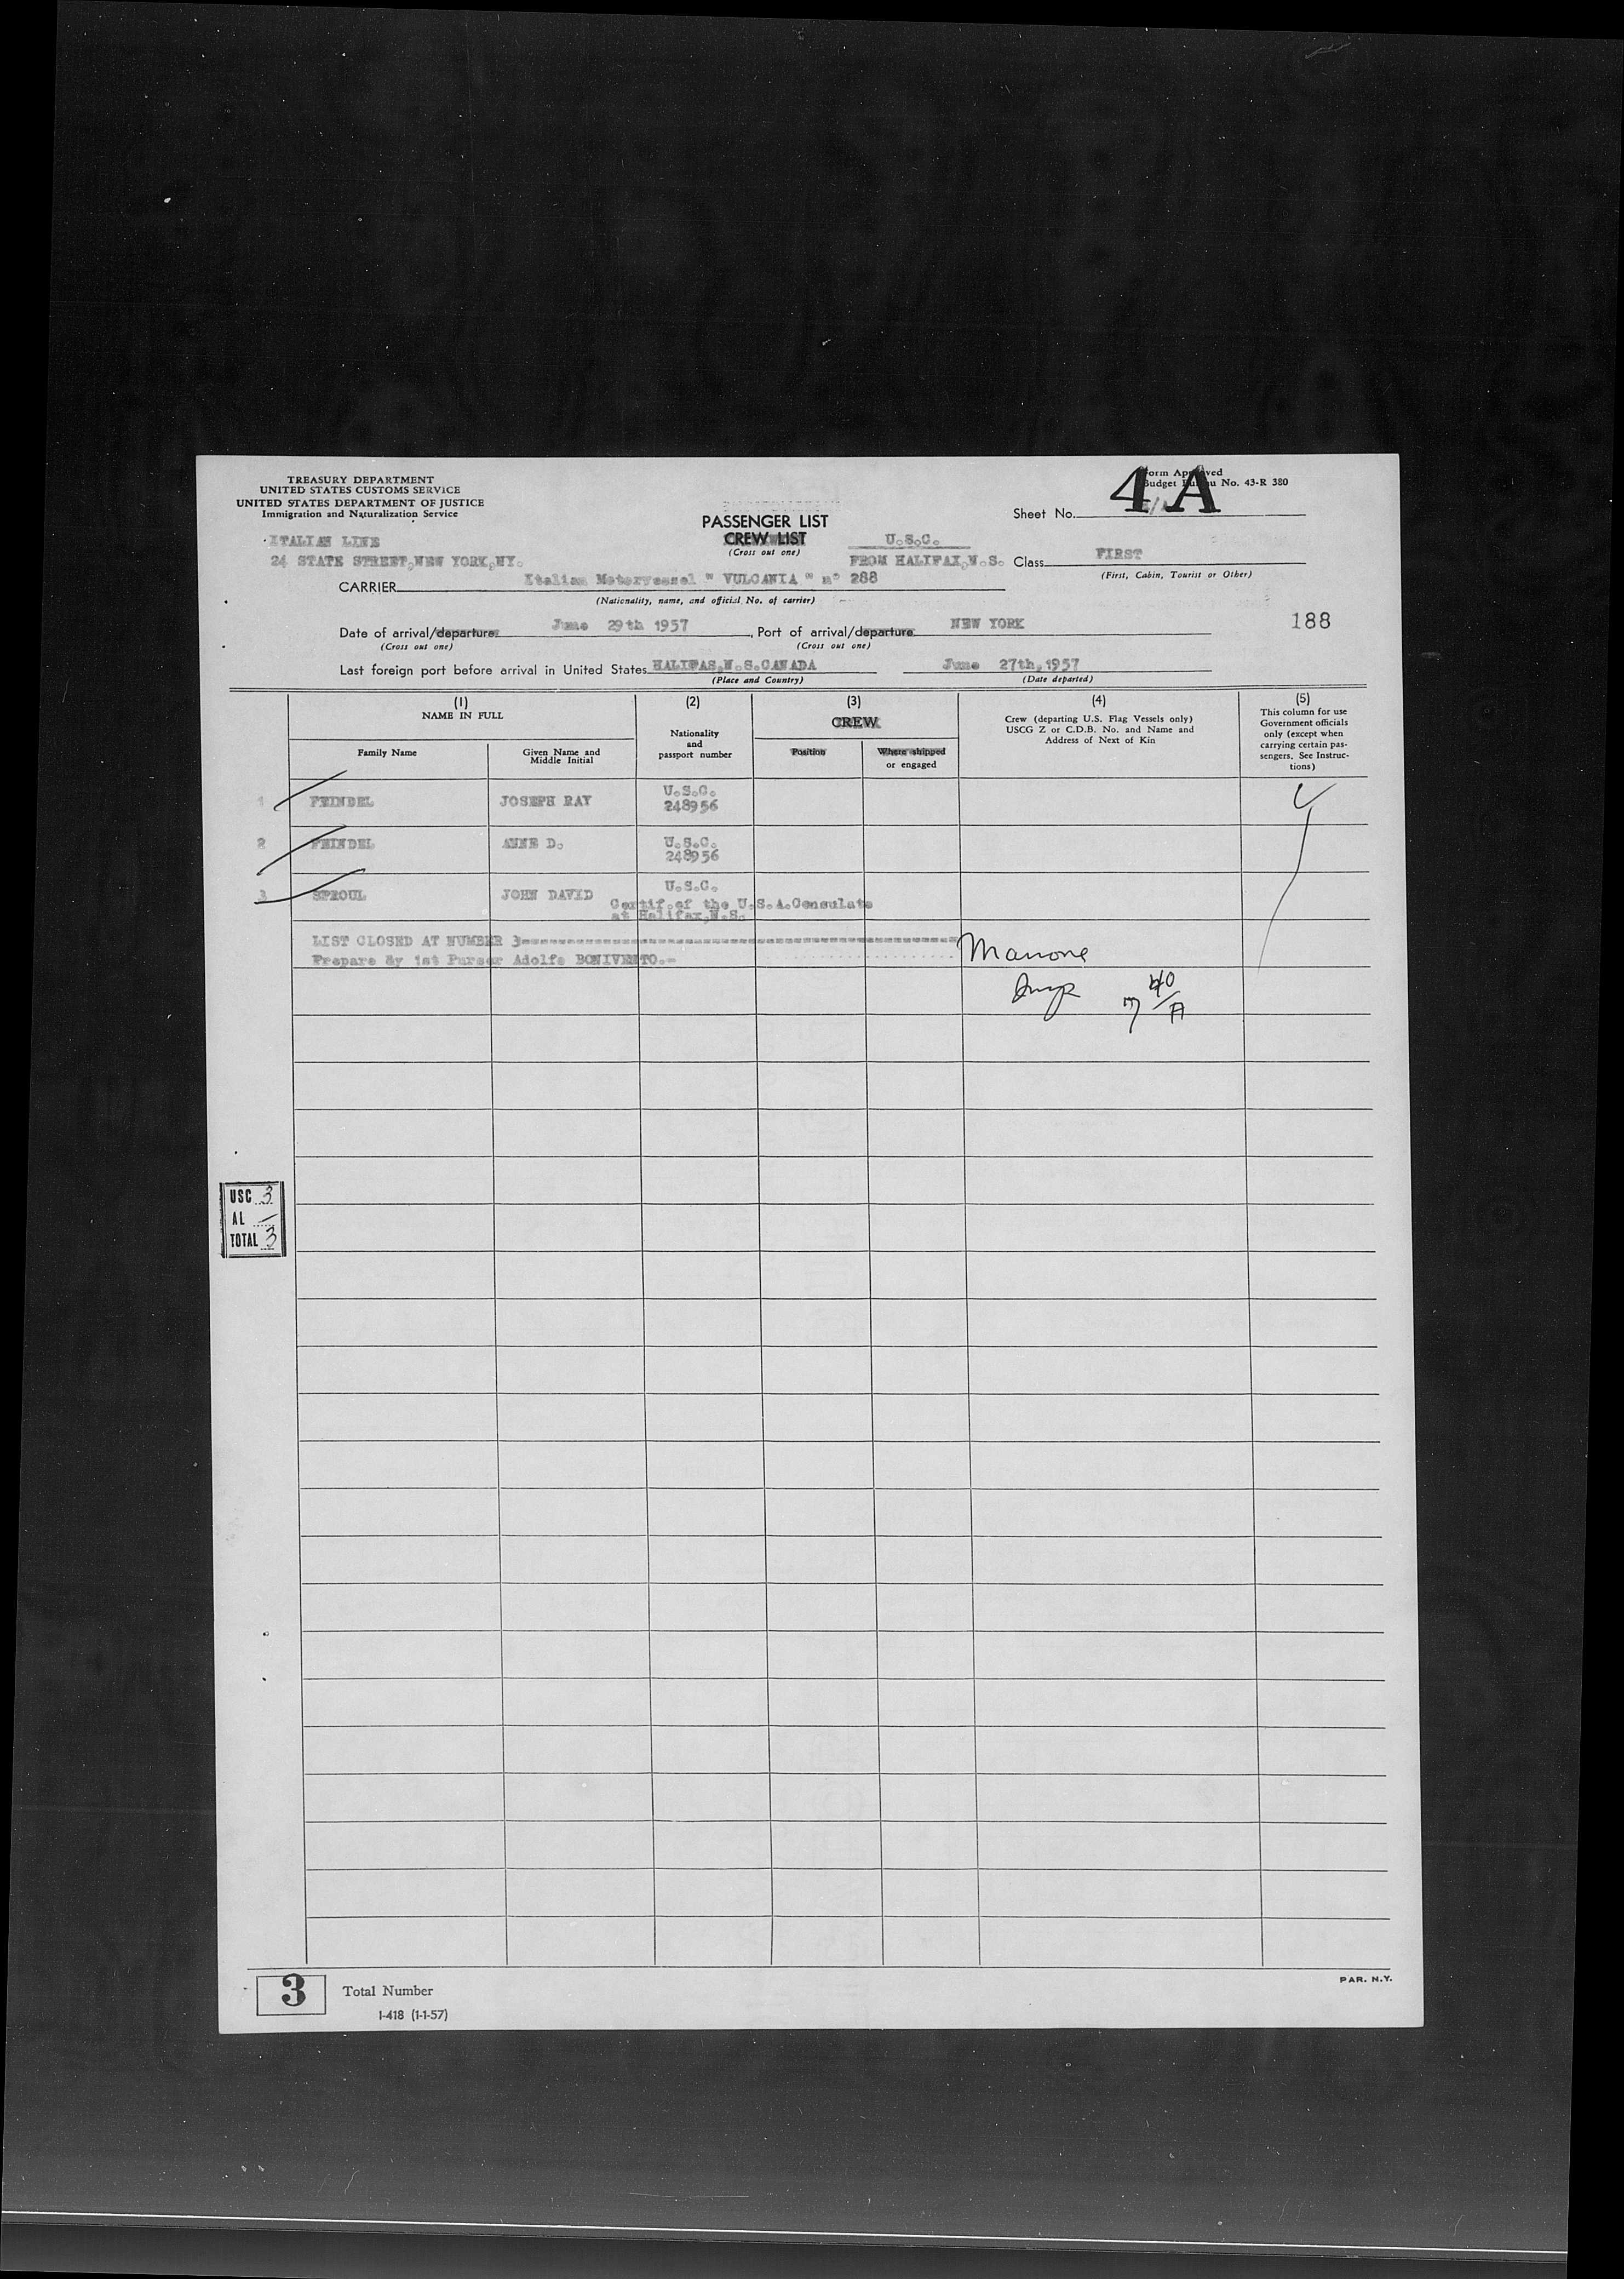 TREASURY DEPARTMENT
UNITED STATES CUSTOMS SERVICE
UNITED STATES DEPARTMENT OF JUSTICE
Immigration and Naturalization Service
Form Approved
Budget Bureau No. 43-R 380
Sheet No. 4A
PASSENGER LIST
CREW LIST
(Cross out one)
ITALIAN LINE
24 STATE STREET,NEW YORK,NY.
U.S.C.
FROM HALIFAX,N.S.
Class FIRST
(First, Cabin, Tourist or Other)
CARRIER Italian Motorvessel " VULCANIA " n° 288
(Nationality, name, and official No. of carrier)
188
Date of arrival/departure June 29th 1957, Port of arrival/departure NEW YORK
(Cross out one) (Cross out one)
Last foreign port before arrival in United States HALIFAS,N.S.CANADA June 27th,1957
(Place and Country) (Date departed)
(1)
NAME IN FULL
Family Name
Given Name and
Middle Initial
(2)
Nationality
and
passport number
(3)
CREW
Position
Where shipped
or engaged
(4)
Crew (departing U.S. Flag Vessels only)
USCG Z or C.D.B. No. and Name and
Address of Next of Kin
(5)
This column for use
Government officials
only (except when
carrying certain pas-
sengers. See Instruc-
tions)
1 FEINDEL JOSEPH RAY U.S.C.
248956
2 FEINDEL ANNE D. U.S.C.
248956
3 SPROUL JOHN DAVID U.S.C.
Certif.of the U.S.A.Consulate
at Halifax,N.S.
LIST CLOSED AT NUMBER 3
Prepare By 1st Purser Adolfo BONIVENTO.-
Manone
USC 3
AL
TOTAL 3
3 Total Number
I-418 (1-1-57)
PAR. N.Y.